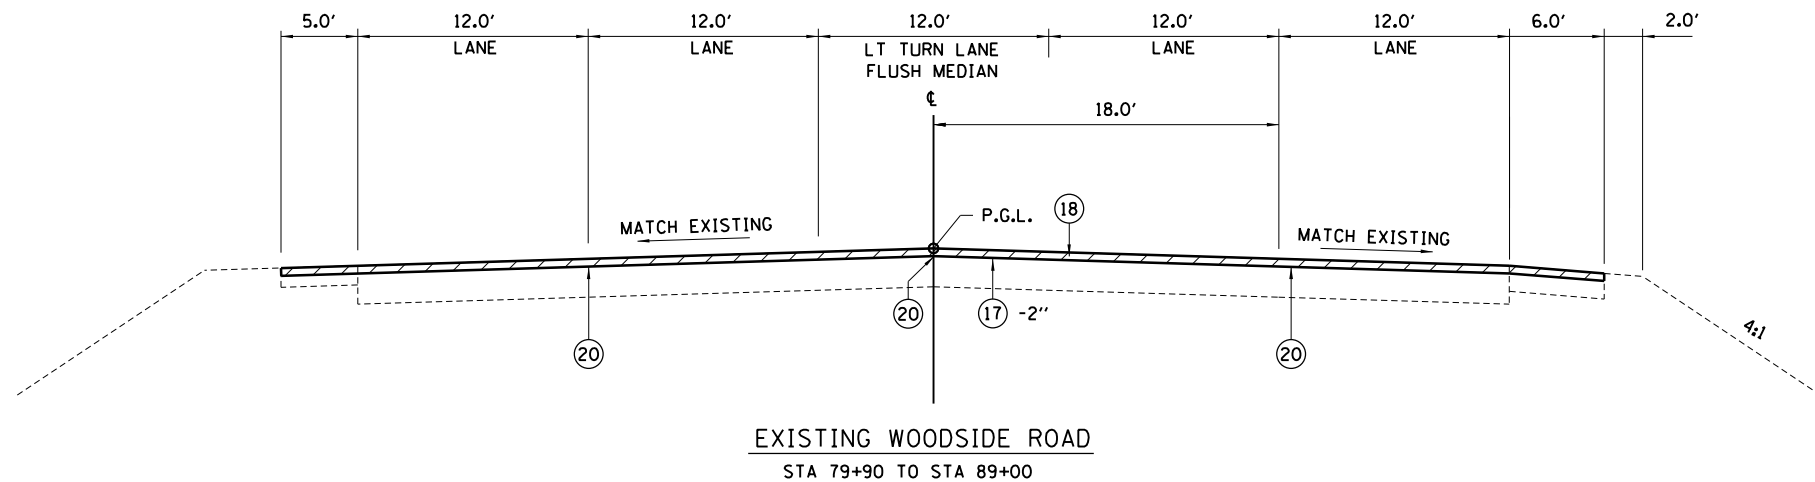 5.0' 12.0' 12.0' 12.0' 12.0' 12.0' 6.0' 2.0'
LANE LANE LT TURN LANE LANE LANE
FLUSH MEDIAN
℄
18.0'
P.G.L. 18
MATCH EXISTING MATCH EXISTING
20 17 -2''
4:1
20 20
EXISTING WOODSIDE ROAD
STA 79+90 TO STA 89+00